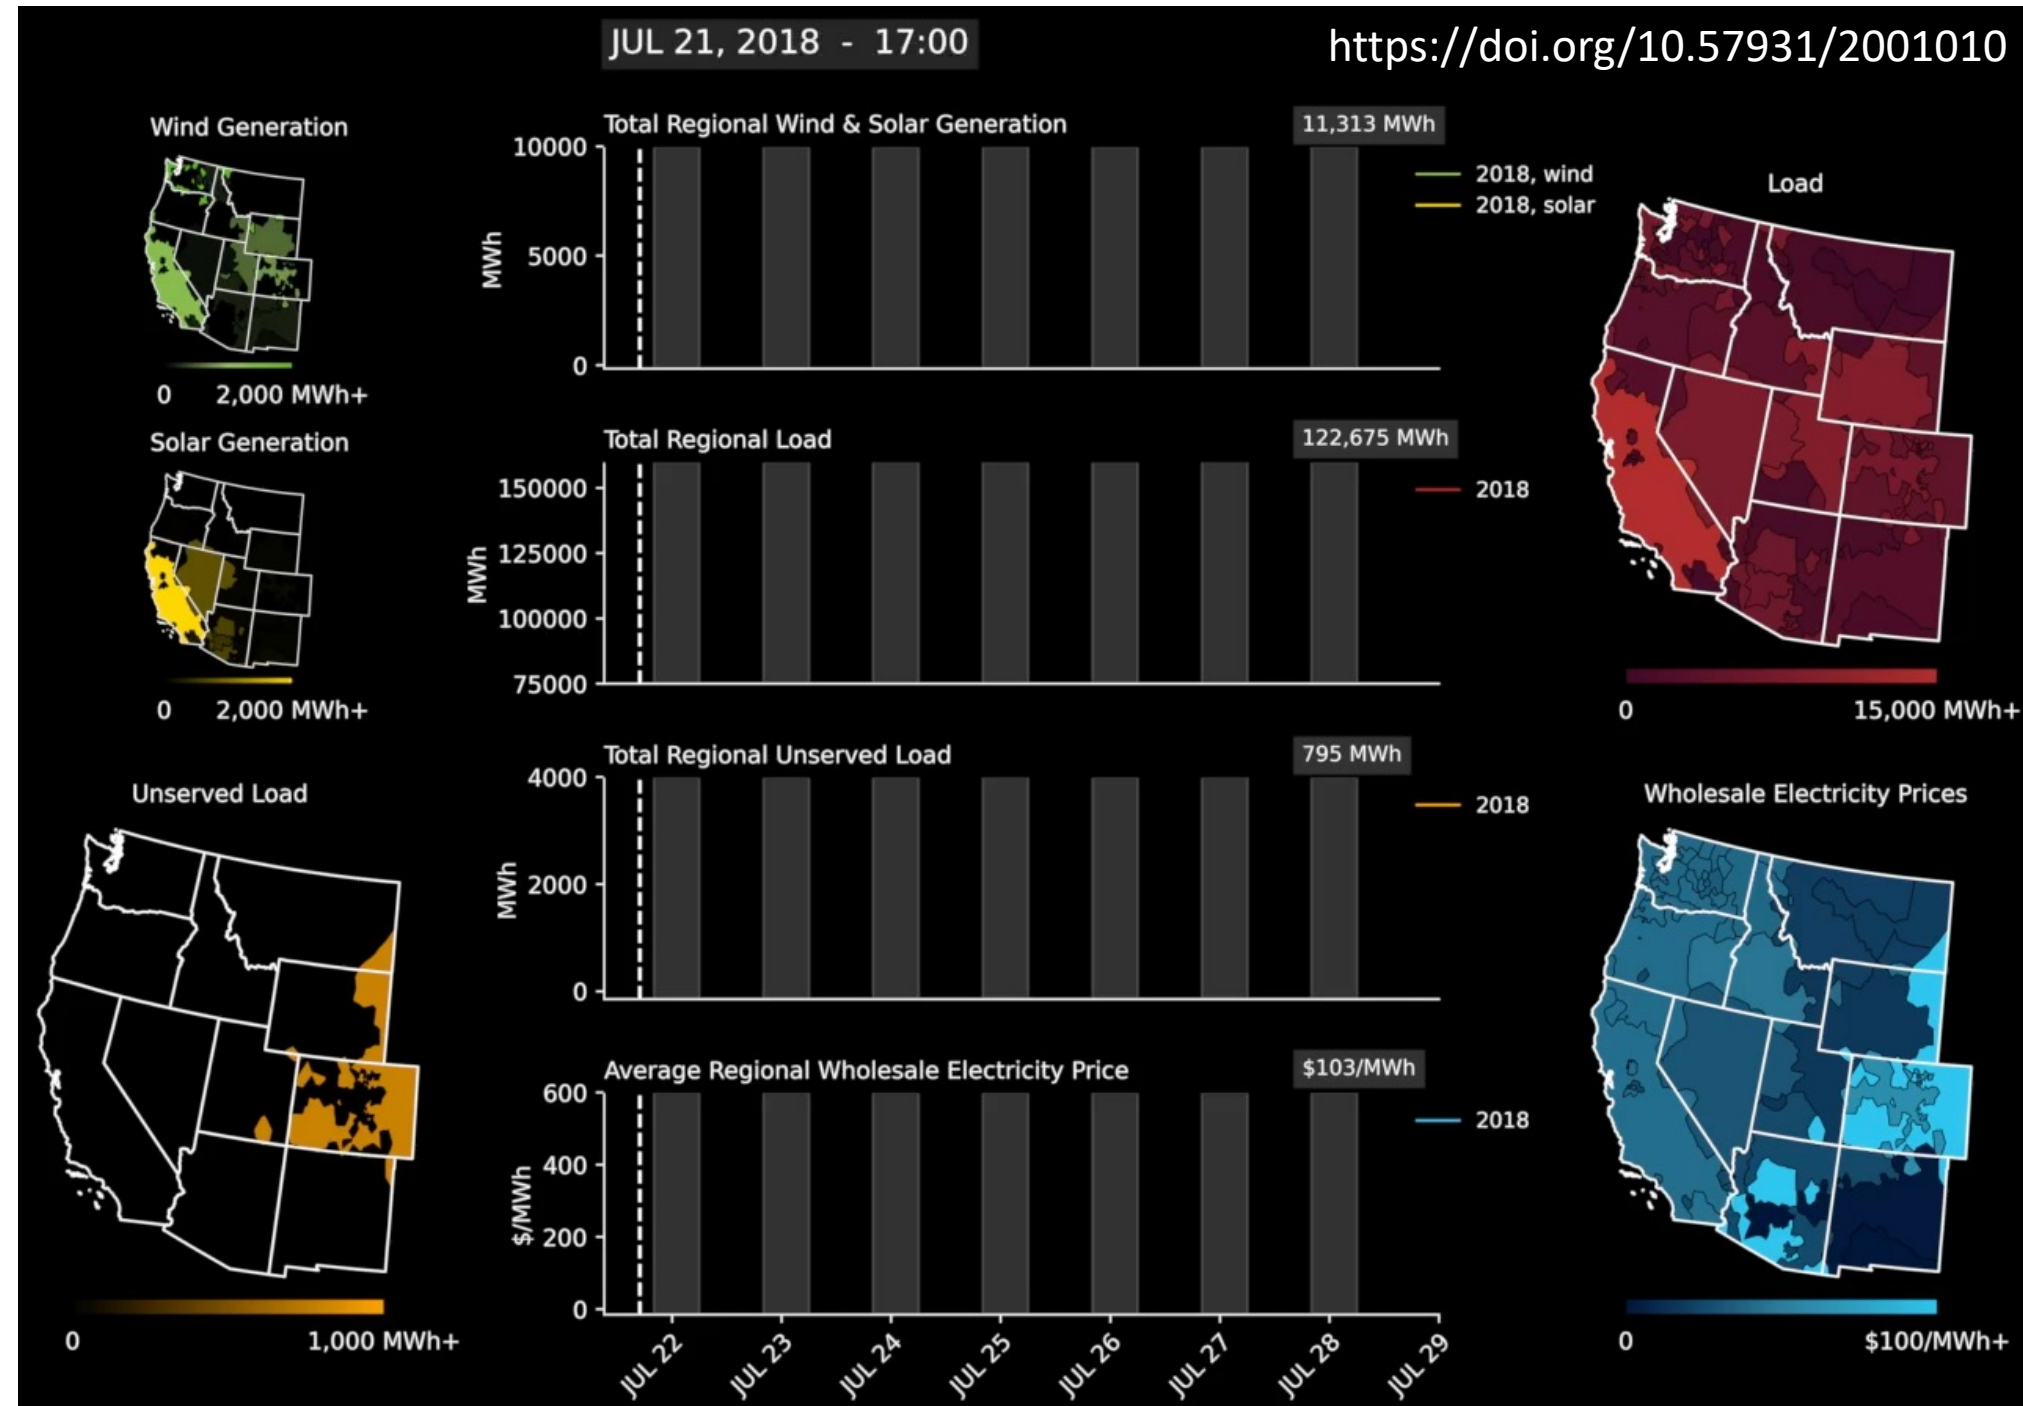 JUL 21, 2018 - 17:00
https://doi.org/10.57931/2001010
Wind Generation
0 2,000 MWh+
Solar Generation
0 2,000 MWh+
Unserved Load
0 1,000 MWh+
Total Regional Wind & Solar Generation
11,313 MWh
10000
5000
0
MWh
2018, wind
2018, solar
Total Regional Load
122,675 MWh
150000
125000
100000
75000
MWh
2018
Total Regional Unserved Load
795 MWh
4000
2000
0
MWh
2018
Average Regional Wholesale Electricity Price
$103/MWh
600
400
200
0
$/MWh
2018
JUL 22
JUL 23
JUL 24
JUL 25
JUL 26
JUL 27
JUL 28
JUL 29
Load
0 15,000 MWh+
Wholesale Electricity Prices
0 $100/MWh+